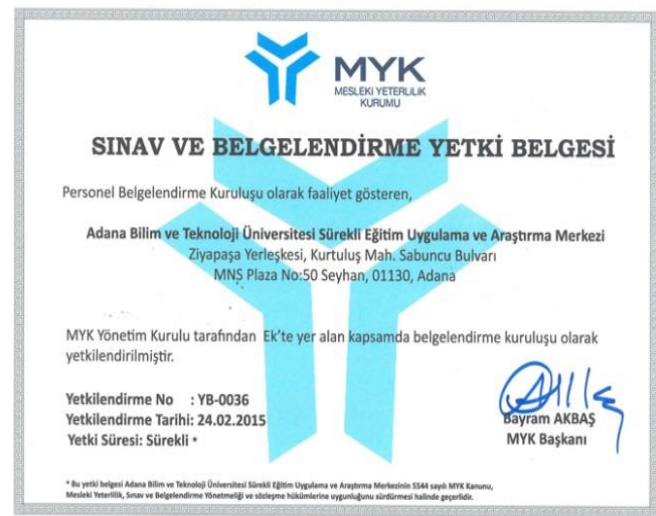 MYK
MESLEKİ YETERLİLİK
KURUMU
SINAV VE BELGELENDİRME YETKİ BELGESİ
Personel Belgelendirme Kuruluşu olarak faaliyet gösteren,
Adana Bilim ve Teknoloji Üniversitesi Sürekli Eğitim Uygulama ve Araştırma Merkezi
Ziyapaşa Yerleşkesi, Kurtuluş Mah. Sabuncu Bulvarı
MNŞ Plaza No:50 Seyhan, 01130, Adana
MYK Yönetim Kurulu tarafından Ek'te yer alan kapsamda belgelendirme kuruluşu olarak
yetkilendirilmiştir.
Yetkilendirme No : YB-0036
Yetkilendirme Tarihi: 24.02.2015
Yetki Süresi: Sürekli *
Bayram AKBAŞ
MYK Başkanı
* Bu yetki belgesi Adana Bilim ve Teknoloji Üniversitesi Sürekli Eğitim Uygulama ve Araştırma Merkezinin 5544 sayılı MYK Kanunu,
Mesleki Yeterlilik, Sınav ve Belgelendirme Yönetmeliği ve sözleşme hükümlerine uygunluğunu sürdürmesi halinde geçerlidir.